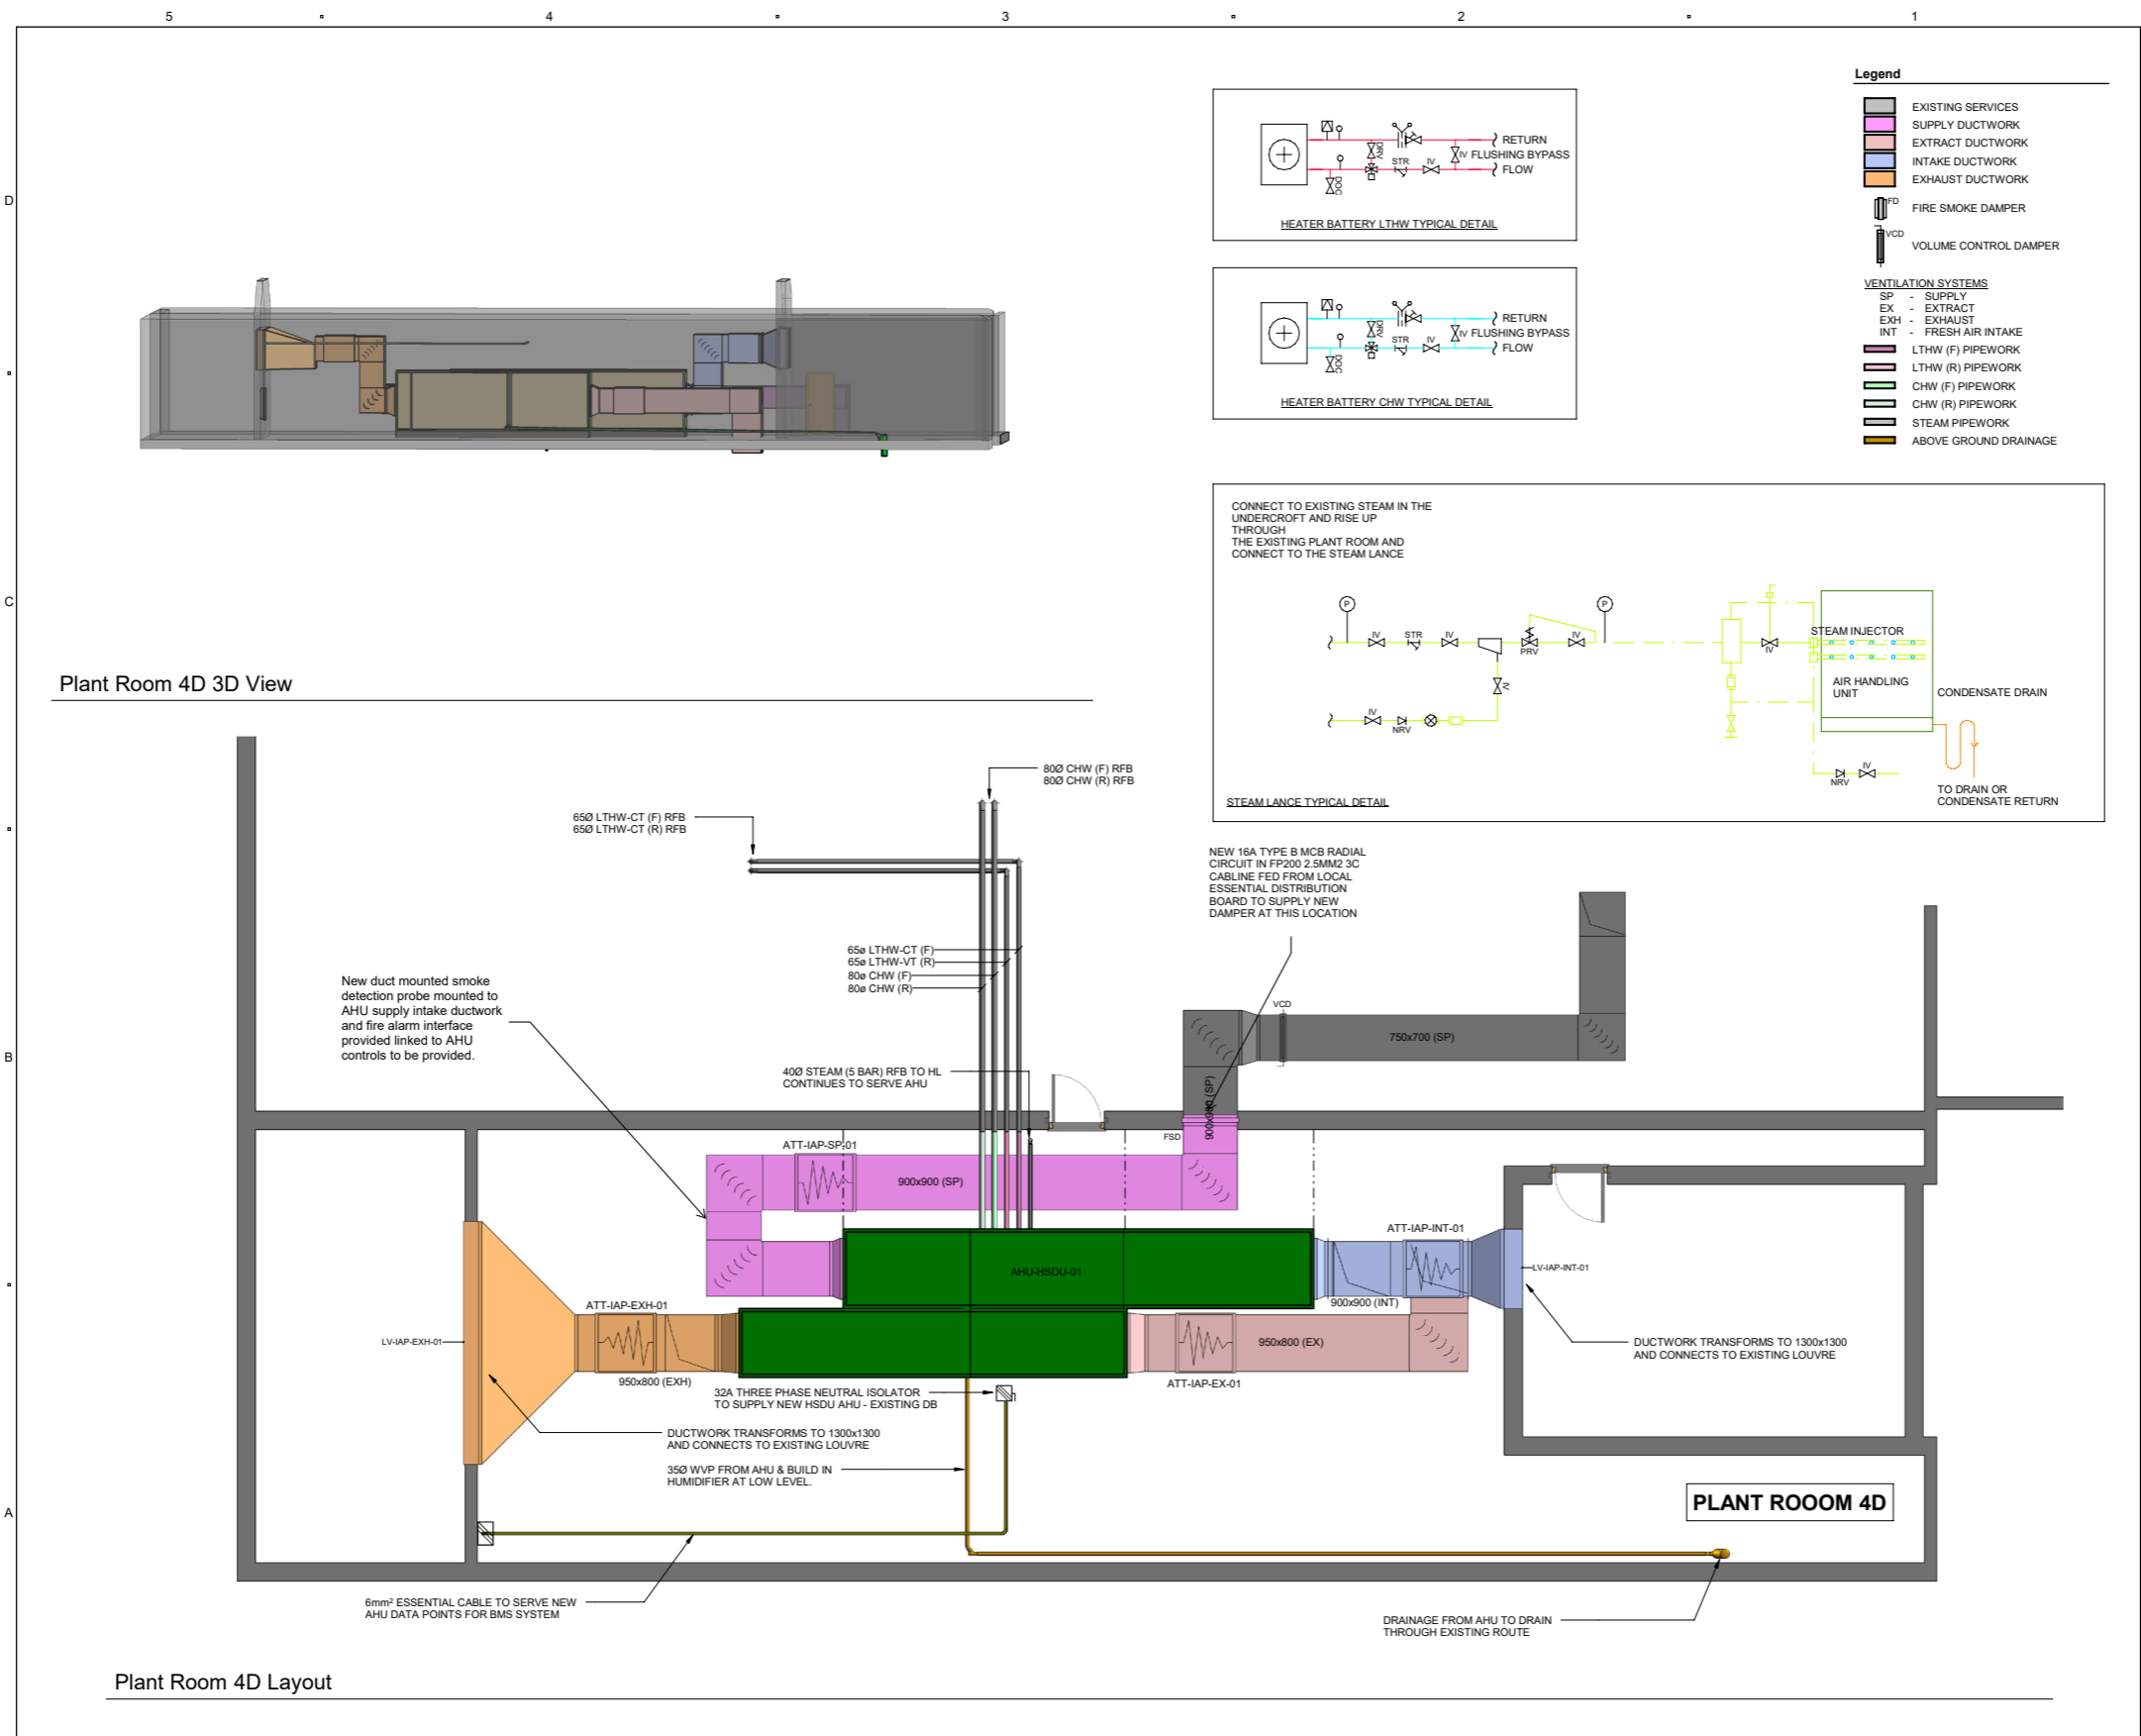 5
4
3
2
1
D
C
B
A
Legend
EXISTING SERVICES
SUPPLY DUCTWORK
EXTRACT DUCTWORK
INTAKE DUCTWORK
EXHAUST DUCTWORK
FD
FIRE SMOKE DAMPER
VCD
VOLUME CONTROL DAMPER
VENTILATION SYSTEMS
SP - SUPPLY
EX - EXTRACT
EXH - EXHAUST
INT - FRESH AIR INTAKE
LTHW (F) PIPEWORK
LTHW (R) PIPEWORK
CHW (F) PIPEWORK
CHW (R) PIPEWORK
STEAM PIPEWORK
ABOVE GROUND DRAINAGE
RETURN
DRV
IV FLUSHING BYPASS
STR
IV
FLOW
DOC
HEATER BATTERY LTHW TYPICAL DETAIL
RETURN
DRV
IV FLUSHING BYPASS
STR
IV
FLOW
DOC
HEATER BATTERY CHW TYPICAL DETAIL
CONNECT TO EXISTING STEAM IN THE
UNDERCROFT AND RISE UP
THROUGH
THE EXISTING PLANT ROOM AND
CONNECT TO THE STEAM LANCE
P
P
IV
STR
IV
PRV
IV
IV
STEAM INJECTOR
IV
AIR HANDLING
UNIT
CONDENSATE DRAIN
IV
NRV
NRV
IV
TO DRAIN OR
CONDENSATE RETURN
STEAM LANCE TYPICAL DETAIL
Plant Room 4D 3D View
80Ø CHW (F) RFB
80Ø CHW (R) RFB
65Ø LTHW-CT (F) RFB
65Ø LTHW-CT (R) RFB
NEW 16A TYPE B MCB RADIAL
CIRCUIT IN FP200 2.5MM2 3C
CABLINE FED FROM LOCAL
ESSENTIAL DISTRIBUTION
BOARD TO SUPPLY NEW
DAMPER AT THIS LOCATION
65ø LTHW-CT (F)
65ø LTHW-VT (R)
80ø CHW (F)
80ø CHW (R)
New duct mounted smoke
detection probe mounted to
AHU supply intake ductwork
and fire alarm interface
provided linked to AHU
controls to be provided.
VCD
750x700 (SP)
40Ø STEAM (5 BAR) RFB TO HL
CONTINUES TO SERVE AHU
900x900 (SP)
FSD
ATT-IAP-SP-01
900x900 (SP)
ATT-IAP-INT-01
AHU-HSDU-01
LV-IAP-INT-01
900x900 (INT)
ATT-IAP-EXH-01
LV-IAP-EXH-01
950x800 (EX)
DUCTWORK TRANSFORMS TO 1300x1300
AND CONNECTS TO EXISTING LOUVRE
950x800 (EXH)
ATT-IAP-EX-01
32A THREE PHASE NEUTRAL ISOLATOR
TO SUPPLY NEW HSDU AHU - EXISTING DB
DUCTWORK TRANSFORMS TO 1300x1300
AND CONNECTS TO EXISTING LOUVRE
35Ø WVP FROM AHU & BUILD IN
HUMIDIFIER AT LOW LEVEL.
PLANT ROOOM 4D
6mm² ESSENTIAL CABLE TO SERVE NEW
AHU DATA POINTS FOR BMS SYSTEM
DRAINAGE FROM AHU TO DRAIN
THROUGH EXISTING ROUTE
Plant Room 4D Layout